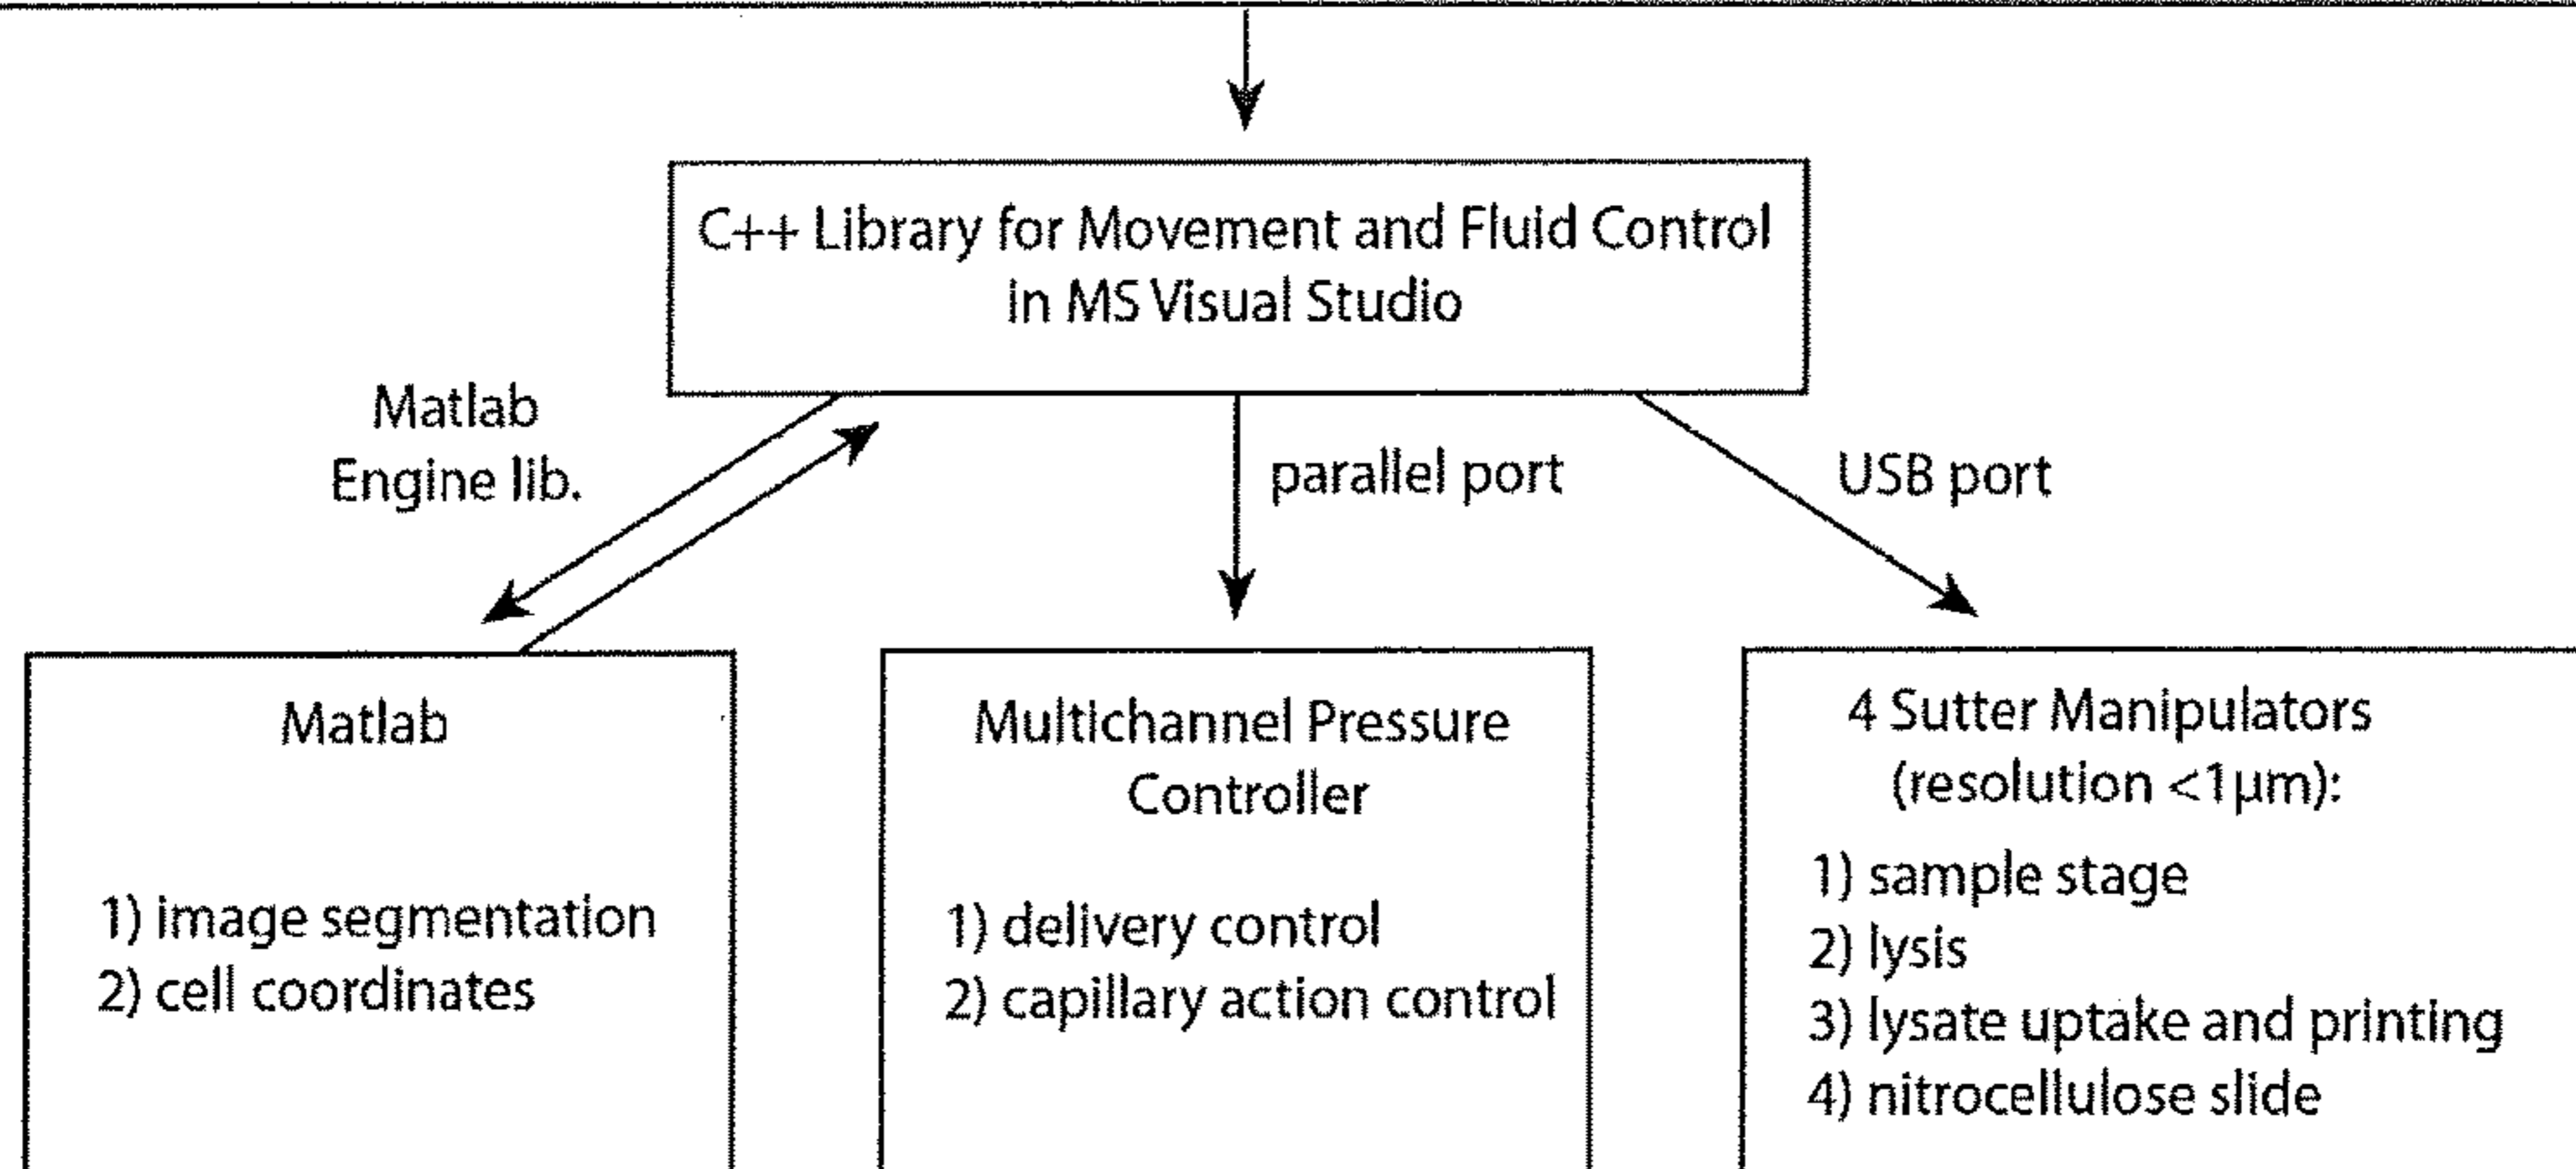 C++ Library for Movement and Fluid Control
in MS Visual Studio
Matlab
Engine lib.
parallel port
USB port
Matlab
1) image segmentation
2) cell coordinates
Multichannel Pressure
Controller
1) delivery control
2) capillary action control
4 Sutter Manipulators
(resolution <1µm):
1) sample stage
2) lysis
3) lysate uptake and printing
4) nitrocellulose slide